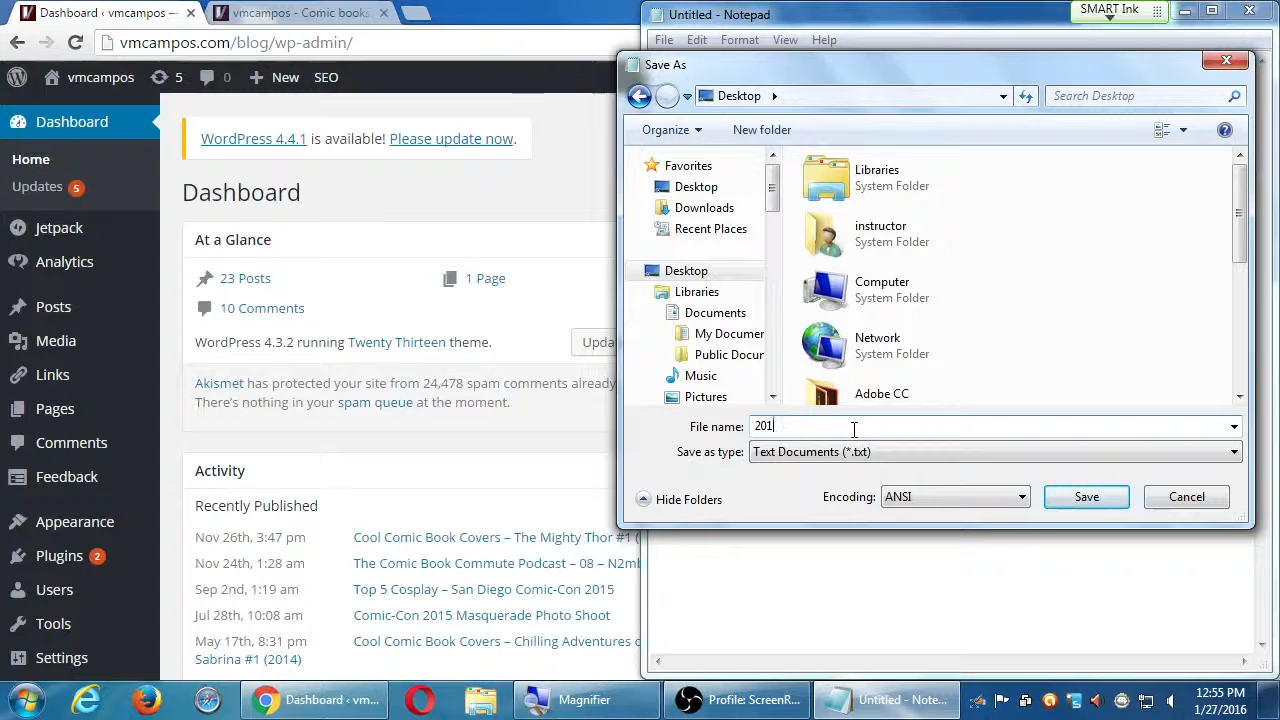 Dashboard ‹ vmcampos —
vmcampos - Comic books,
vmcampos.com/blog/wp-admin/
vmcampos
5
0
New
SEO
Dashboard
Home
Updates 5
Jetpack
Analytics
Posts
Media
Links
Pages
Comments
Feedback
Appearance
Plugins 2
Users
Tools
Settings
WordPress 4.4.1 is available! Please update now.
Dashboard
At a Glance
23 Posts
1 Page
10 Comments
WordPress 4.3.2 running Twenty Thirteen theme.
Upda
Akismet has protected your site from 24,478 spam comments already
There's nothing in your spam queue at the moment.
Activity
Recently Published
Nov 26th, 3:47 pm Cool Comic Book Covers – The Mighty Thor #1 (
Nov 24th, 1:28 am The Comic Book Commute Podcast – 08 – N2mb
Sep 2nd, 1:19 am Top 5 Cosplay – San Diego Comic-Con 2015
Jul 28th, 10:08 am Comic-Con 2015 Masquerade Photo Shoot
May 17th, 8:31 pm Cool Comic Book Covers – Chilling Adventures o
Sabrina #1 (2014)
Untitled - Notepad
SMART Ink
File Edit Format View Help
Save As
Desktop
Search Desktop
Organize
New folder
Favorites
Desktop
Downloads
Recent Places
Desktop
Libraries
Documents
My Documen
Public Docun
Music
Pictures
Libraries
System Folder
instructor
System Folder
Computer
System Folder
Network
System Folder
Adobe CC
File name: 201
Save as type: Text Documents (*.txt)
Hide Folders
Encoding: ANSI
Save
Cancel
Dashboard ‹ vm...
Magnifier
Profile: ScreenR...
Untitled - Note...
12:55 PM
1/27/2016